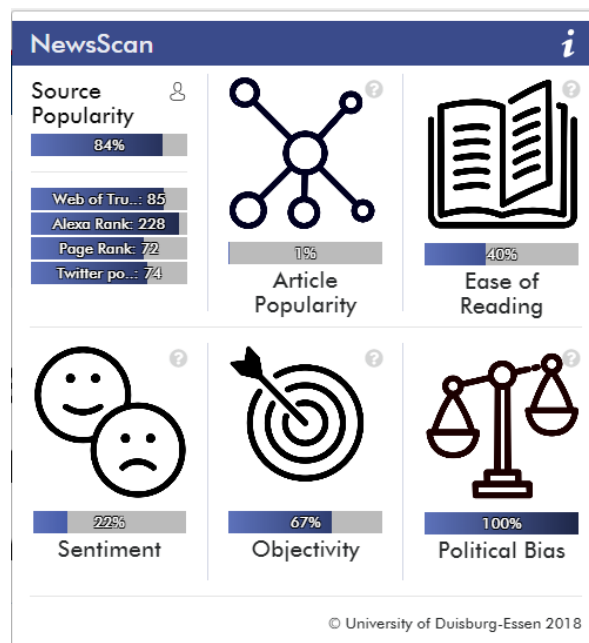 NewsScan
i
Source
Popularity
84%
Web of Tru..: 85
Alexa Rank: 228
Page Rank: 72
Twitter po..: 74
?
1%
Article
Popularity
?
40%
Ease of
Reading
?
22%
Sentiment
?
67%
Objectivity
?
100%
Political Bias
© University of Duisburg-Essen 2018